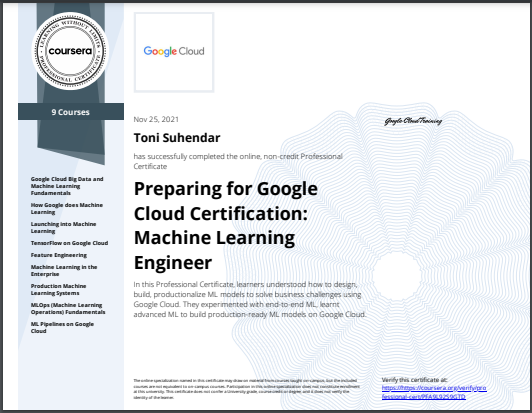 LEARNING WITHOUT LIMITS
coursera
PROFESSIONAL CERTIFICATE
9 Courses
Google Cloud Big Data and
Machine Learning
Fundamentals
How Google does Machine
Learning
Launching into Machine
Learning
TensorFlow on Google Cloud
Feature Engineering
Machine Learning in the
Enterprise
Production Machine
Learning Systems
MLOps (Machine Learning
Operations) Fundamentals
ML Pipelines on Google
Cloud
Google Cloud
Nov 25, 2021
Toni Suhendar
has successfully completed the online, non-credit Professional
Certificate
Preparing for Google
Cloud Certification:
Machine Learning
Engineer
In this Professional Certificate, learners understood how to design,
build, productionalize ML models to solve business challenges using
Google Cloud. They experimented with end-to-end ML, learnt
advanced ML to build production-ready ML models on Google Cloud.
Google Cloud Training
The online specialization named in this certificate may draw on material from courses taught on-campus, but the included
courses are not equivalent to on-campus courses. Participation in this online specialization does not constitute enrollment
at this university. This certificate does not confer a University grade, course credit or degree, and it does not verify the
identity of the learner.
Verify this certificate at:
https://https://coursera.org/verify/pro
fessional-cert/PFA9L92S9GTD